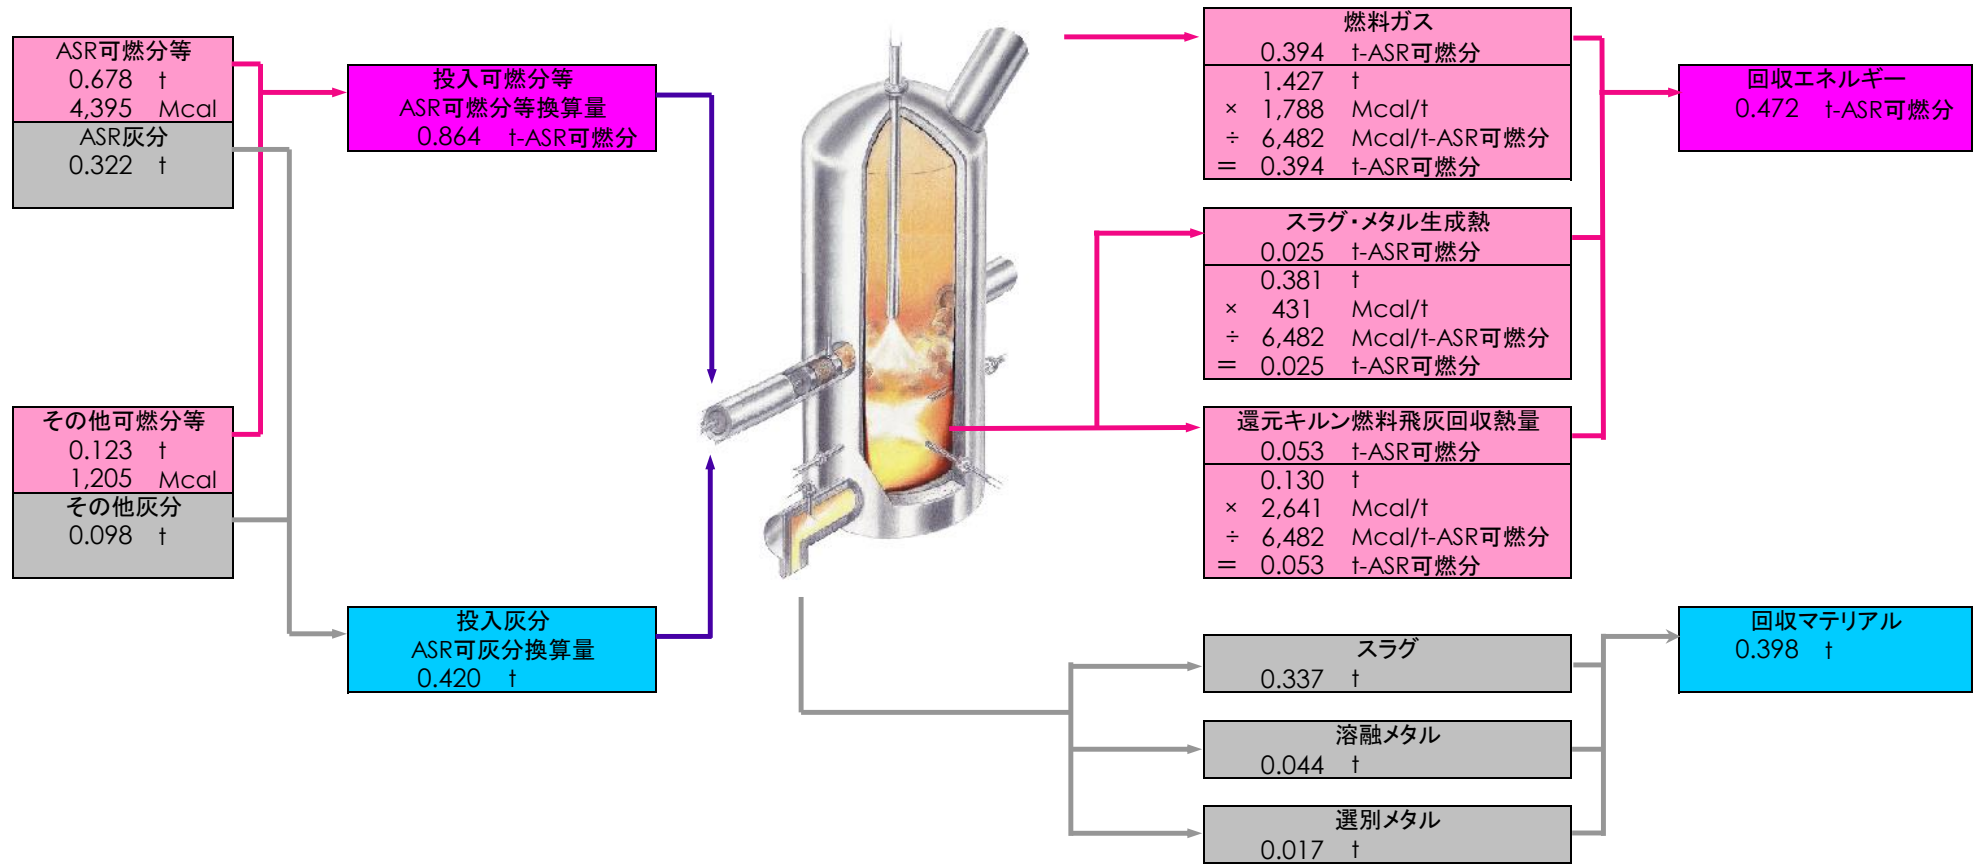 ASR可燃分等
0.678 t
4,395 Mcal
ASR灰分
0.322 t
その他可燃分等
0.123 t
1,205 Mcal
その他灰分
0.098 t
投入可燃分等
ASR可燃分等換算量
0.864 t-ASR可燃分
投入灰分
ASR可灰分換算量
0.420 t
燃料ガス
0.394 t-ASR可燃分
1.427 t
× 1,788 Mcal/t
÷ 6,482 Mcal/t-ASR可燃分
＝ 0.394 t-ASR可燃分
スラグ・メタル生成熱
0.025 t-ASR可燃分
0.381 t
× 431 Mcal/t
÷ 6,482 Mcal/t-ASR可燃分
＝ 0.025 t-ASR可燃分
還元キルン燃料飛灰回収熱量
0.053 t-ASR可燃分
0.130 t
× 2,641 Mcal/t
÷ 6,482 Mcal/t-ASR可燃分
＝ 0.053 t-ASR可燃分
スラグ
0.337 t
溶融メタル
0.044 t
選別メタル
0.017 t
回収エネルギー
0.472 t-ASR可燃分
回収マテリアル
0.398 t